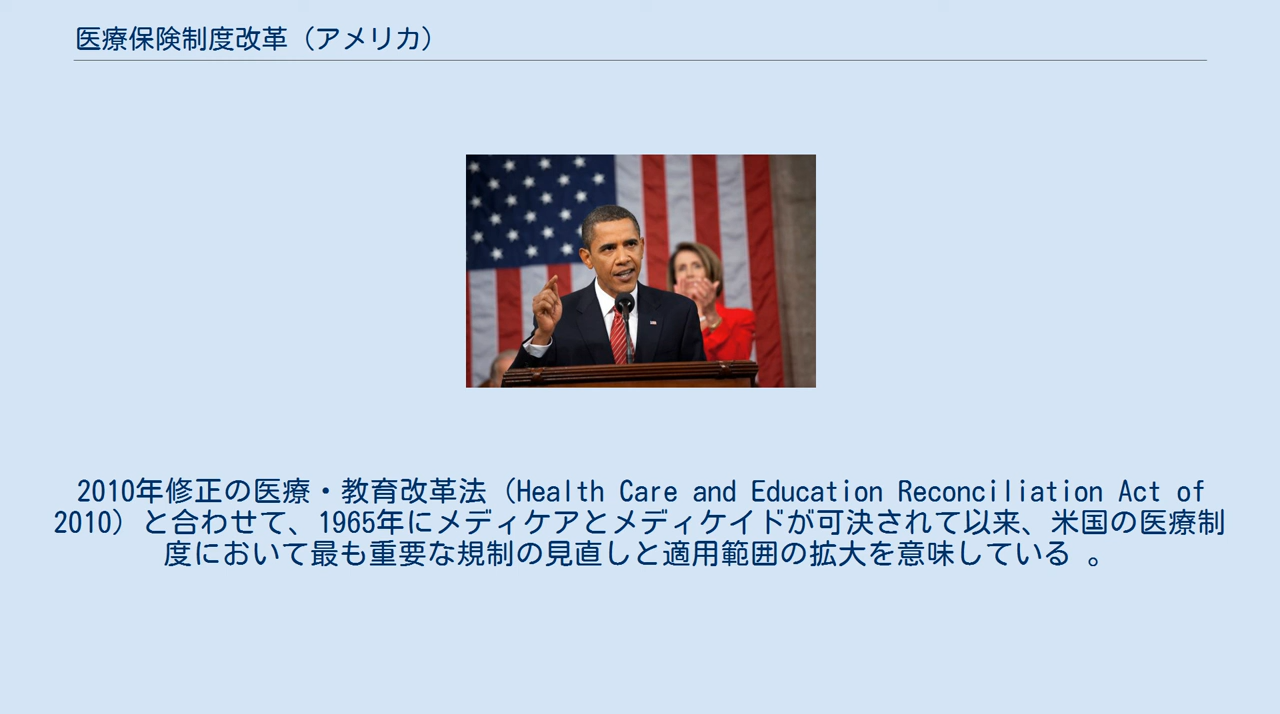 医療保険制度改革（アメリカ）
2010年修正の医療・教育改革法（Health Care and Education Reconciliation Act of
2010）と合わせて、1965年にメディケアとメディケイドが可決されて以来、米国の医療制
度において最も重要な規制の見直しと適用範囲の拡大を意味している 。